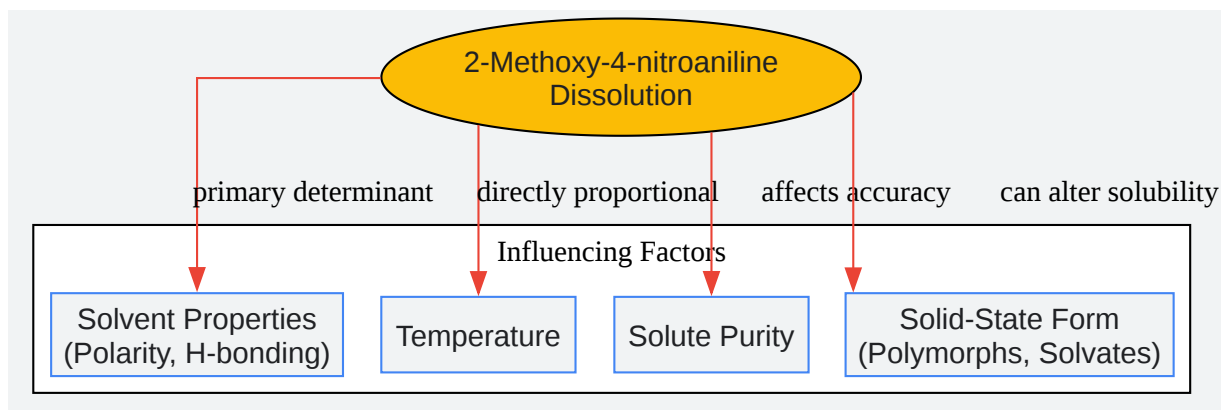 2-Methoxy-4-nitroaniline
Dissolution
primary determinant
directly proportional
affects accuracy
can alter solubility
Influencing Factors
Solvent Properties
(Polarity, H-bonding)
Temperature
Solute Purity
Solid-State Form
(Polymorphs, Solvates)